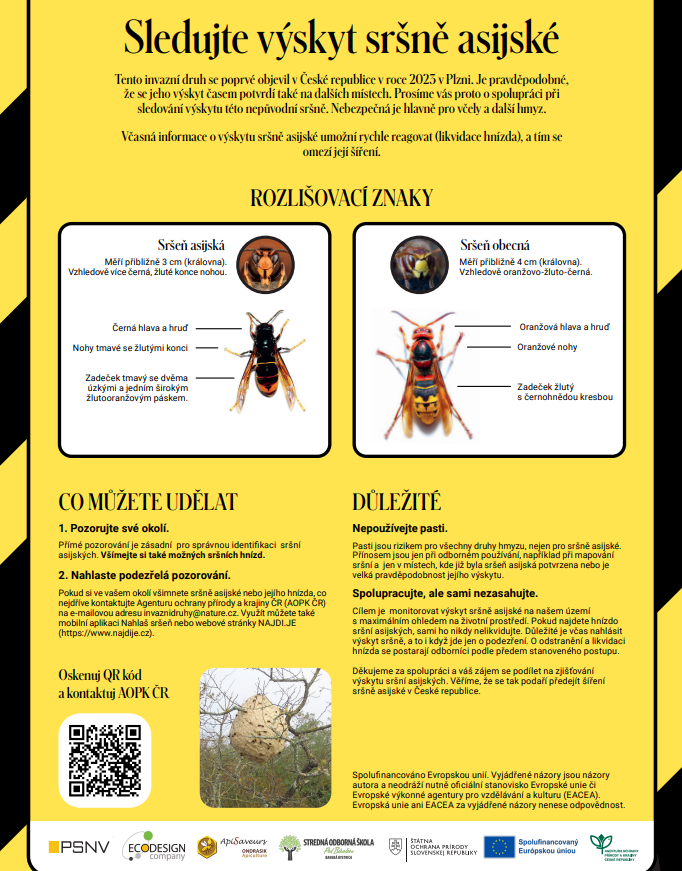 Sledujte výskyt sršně asijské
Tento invazní druh se poprvé objevil v České republice v roce 2023 v Plzni. Je pravděpodobné,
že se jeho výskyt časem potvrdí také na dalších místech. Prosíme vás proto o spolupráci při
sledování výskytu této nepůvodní sršně. Nebezpečná je hlavně pro včely a další hmyz.
Včasná informace o výskytu sršně asijské umožní rychle reagovat (likvidace hnízda), a tím se
omezí její šíření.
ROZLIŠOVACÍ ZNAKY
Sršeň asijská
Měří přibližně 3 cm (královna).
Vzhledově více černá, žluté konce nohou.
Černá hlava a hruď
Nohy tmavé se žlutými konci
Zadeček tmavý se dvěma
úzkými a jedním širokým
žlutooranžovým páskem.
Sršeň obecná
Měří přibližně 4 cm (královna).
Vzhledově oranžovo-žluto-černá.
Oranžová hlava a hruď
Oranžové nohy
Zadeček žlutý
s černohnědou kresbou
CO MŮŽETE UDĚLAT
1. Pozorujte své okolí.
Přímé pozorování je zásadní pro správnou identifikaci sršní
asijských. Všímejte si také možných sršních hnízd.
2. Nahlaste podezřelá pozorování.
Pokud si ve vašem okolí všimnete sršně asijské nebo jejího hnízda, co
nejdříve kontaktujte Agenturu ochrany přírody a krajiny ČR (AOPK ČR)
na e-mailovou adresu invaznidruhy@nature.cz. Využít můžete také
mobilní aplikaci Nahlaš sršeň nebo webové stránky NAJDI.JE
(https://www.najdije.cz).
Oskenuj QR kód
a kontaktuj AOPK ČR
DŮLEŽITÉ
Nepoužívejte pasti.
Pasti jsou rizikem pro všechny druhy hmyzu, nejen pro sršně asijské.
Přínosem jsou jen při odborném používání, například při mapování
sršní a jen v místech, kde již byla sršeň asijská potvrzena nebo je
velká pravděpodobnost jejího výskytu.
Spolupracujte, ale sami nezasahujte.
Cílem je monitorovat výskyt sršně asijské na našem území
s maximálním ohledem na životní prostředí. Pokud najdete hnízdo
sršní asijských, sami ho nikdy nelikvidujte. Důležité je včas nahlásit
výskyt sršně, a to i když jde jen o podezření. O odstranění a likvidaci
hnízda se postarají odborníci podle předem stanoveného postupu.
Děkujeme za spolupráci a váš zájem se podílet na zjišťování
výskytu sršní asijských. Věříme, že se tak podaří předejít šíření
sršně asijské v České republice.
Spolufinancováno Evropskou unií. Vyjádřené názory jsou názory
autora a neodráží nutně oficiální stanovisko Evropské unie či
Evropské výkonné agentury pro vzdělávání a kulturu (EACEA).
Evropská unie ani EACEA za vyjádřené názory nenese odpovědnost.
PSNV
ECODESIGN
company
ApiSaveurs
ONDRASIK
Apiculture
STREDNÁ ODBORNÁ ŠKOLA
Pod Bánošom
BANSKÁ BYSTRICA
ŠTÁTNA
OCHRANA PRÍRODY
SLOVENSKEJ REPUBLIKY
Spolufinancovaný
Európskou úniou
AGENTURA OCHRANY
PŘÍRODY A KRAJINY
ČESKÉ REPUBLIKY